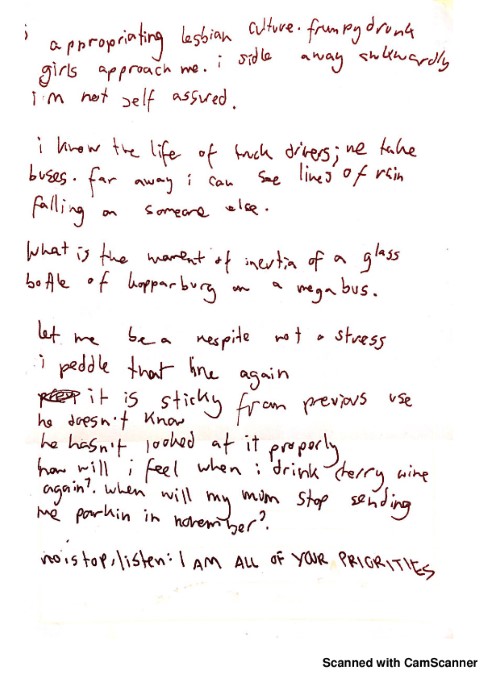 i
appropriating lesbian culture. frumpy drunk
girls approach me. i sidle away awkwardly
i'm not self assured.
i know the life of truck drivers; we take
buses. far away i can see lines of rain
falling on someone else.
What is the moment of inertia of a glass
bottle of hopparburg on a megabus.
let me be a respite not a stress
i peddle that line again
it is sticky from previous use
he doesn't know
he hasn't looked at it properly
how will i feel when i drink cherry wine
again? when will my mum stop sending
me parkin in november?
no, stop, listen: I AM ALL OF YOUR PRIORITIES
Scanned with CamScanner